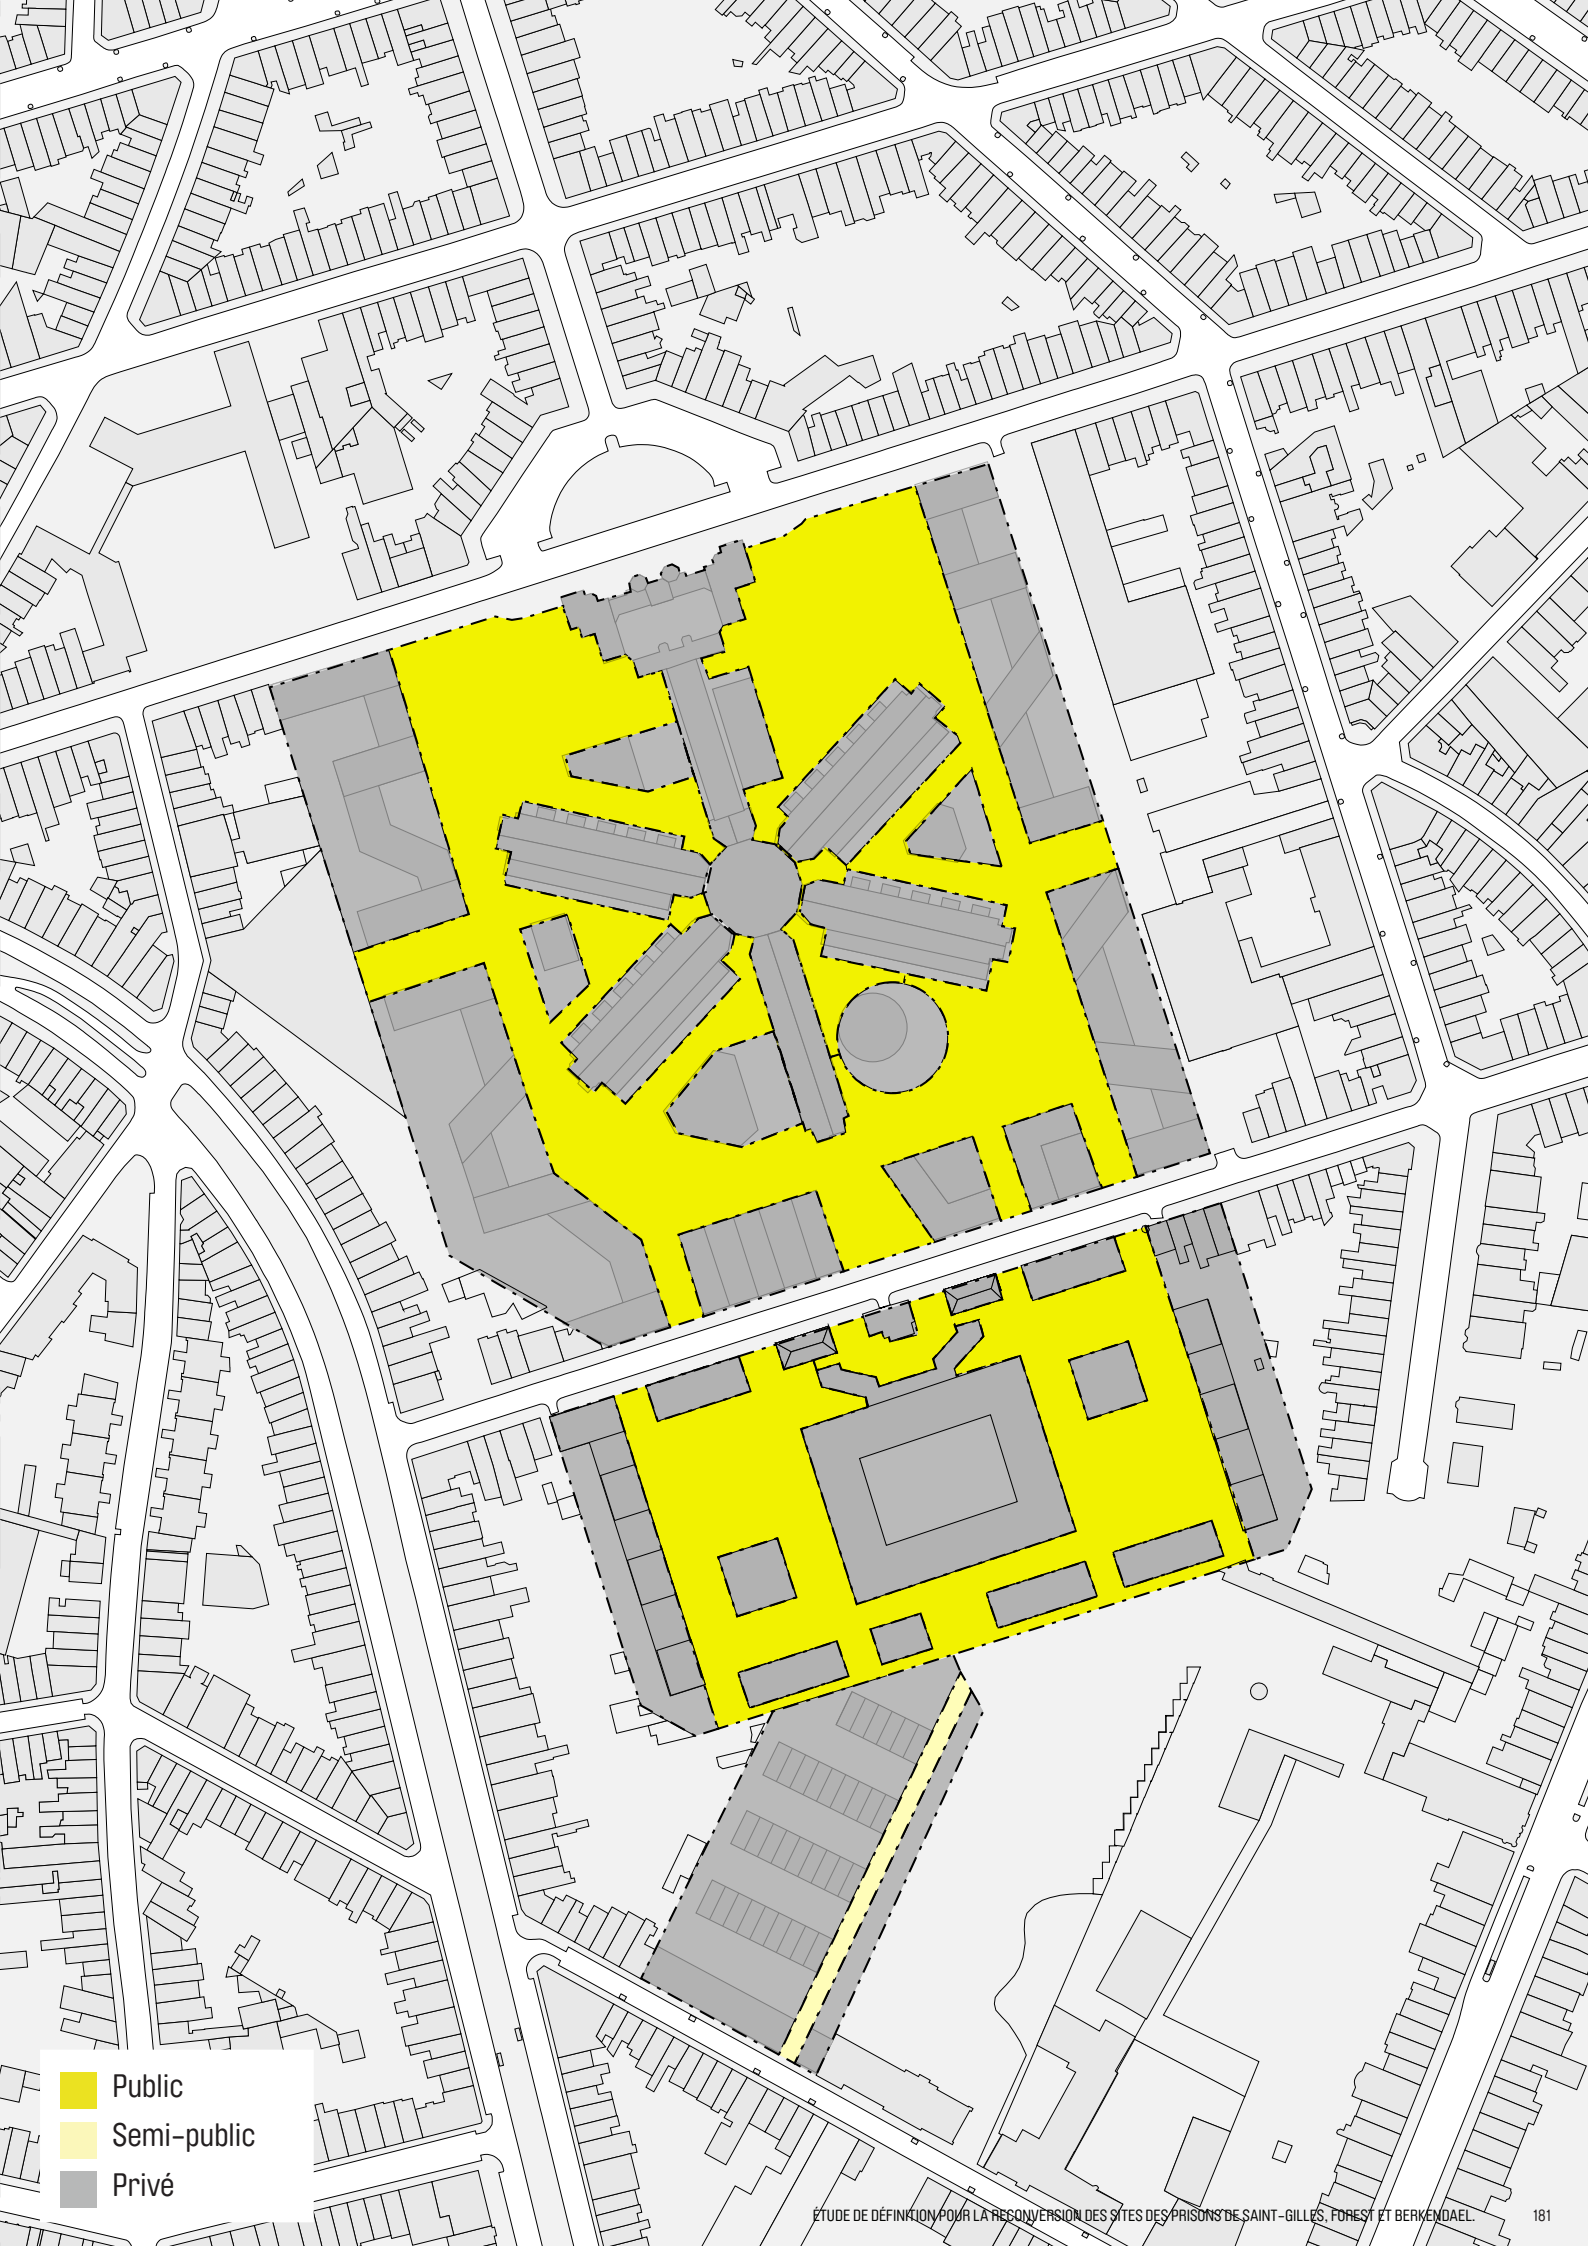 Public
Semi-public
Privé
ÉTUDE DE DÉFINITION POUR LA RECONVERSION DES SITES DES PRISONS DE SAINT-GILLES, FOREST ET BERKENDAEL. 181